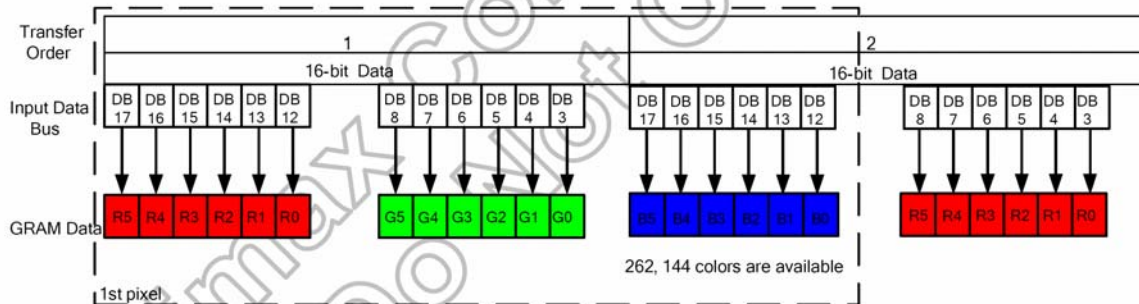 Transfer
Order
1
2
16-bit Data
16-bit Data
Input Data
Bus
DB 17 DB 16 DB 15 DB 14 DB 13 DB 12
DB 8 DB 7 DB 6 DB 5 DB 4 DB 3
DB 17 DB 16 DB 15 DB 14 DB 13 DB 12
DB 8 DB 7 DB 6 DB 5 DB 4 DB 3
GRAM Data
R5 R4 R3 R2 R1 R0
G5 G4 G3 G2 G1 G0
B5 B4 B3 B2 B1 B0
R5 R4 R3 R2 R1 R0
262, 144 colors are available
1st pixel